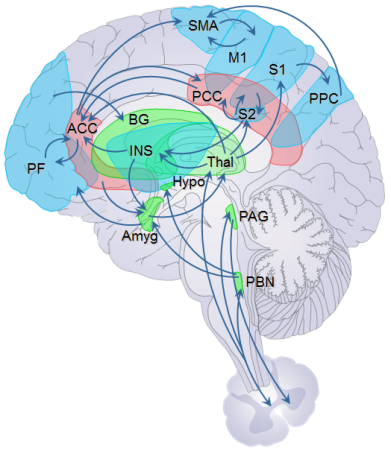 SMA
M1
S1
PCC
PPC
S2
ACC
BG
INS
Thal
PF
Hypo
Amyg
PAG
PBN